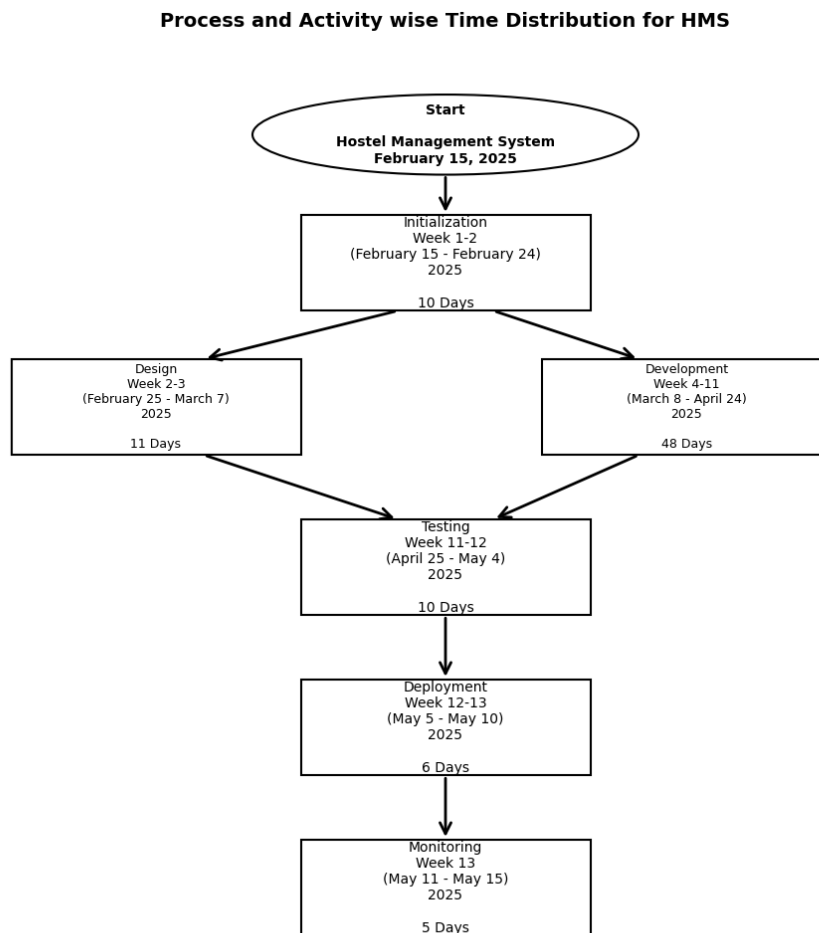 Process and Activity wise Time Distribution for HMS
Start
Hostel Management System
February 15, 2025
Initialization
Week 1-2
(February 15 - February 24)
2025
10 Days
Design
Week 2-3
(February 25 - March 7)
2025
11 Days
Development
Week 4-11
(March 8 - April 24)
2025
48 Days
Testing
Week 11-12
(April 25 - May 4)
2025
10 Days
Deployment
Week 12-13
(May 5 - May 10)
2025
6 Days
Monitoring
Week 13
(May 11 - May 15)
2025
5 Days